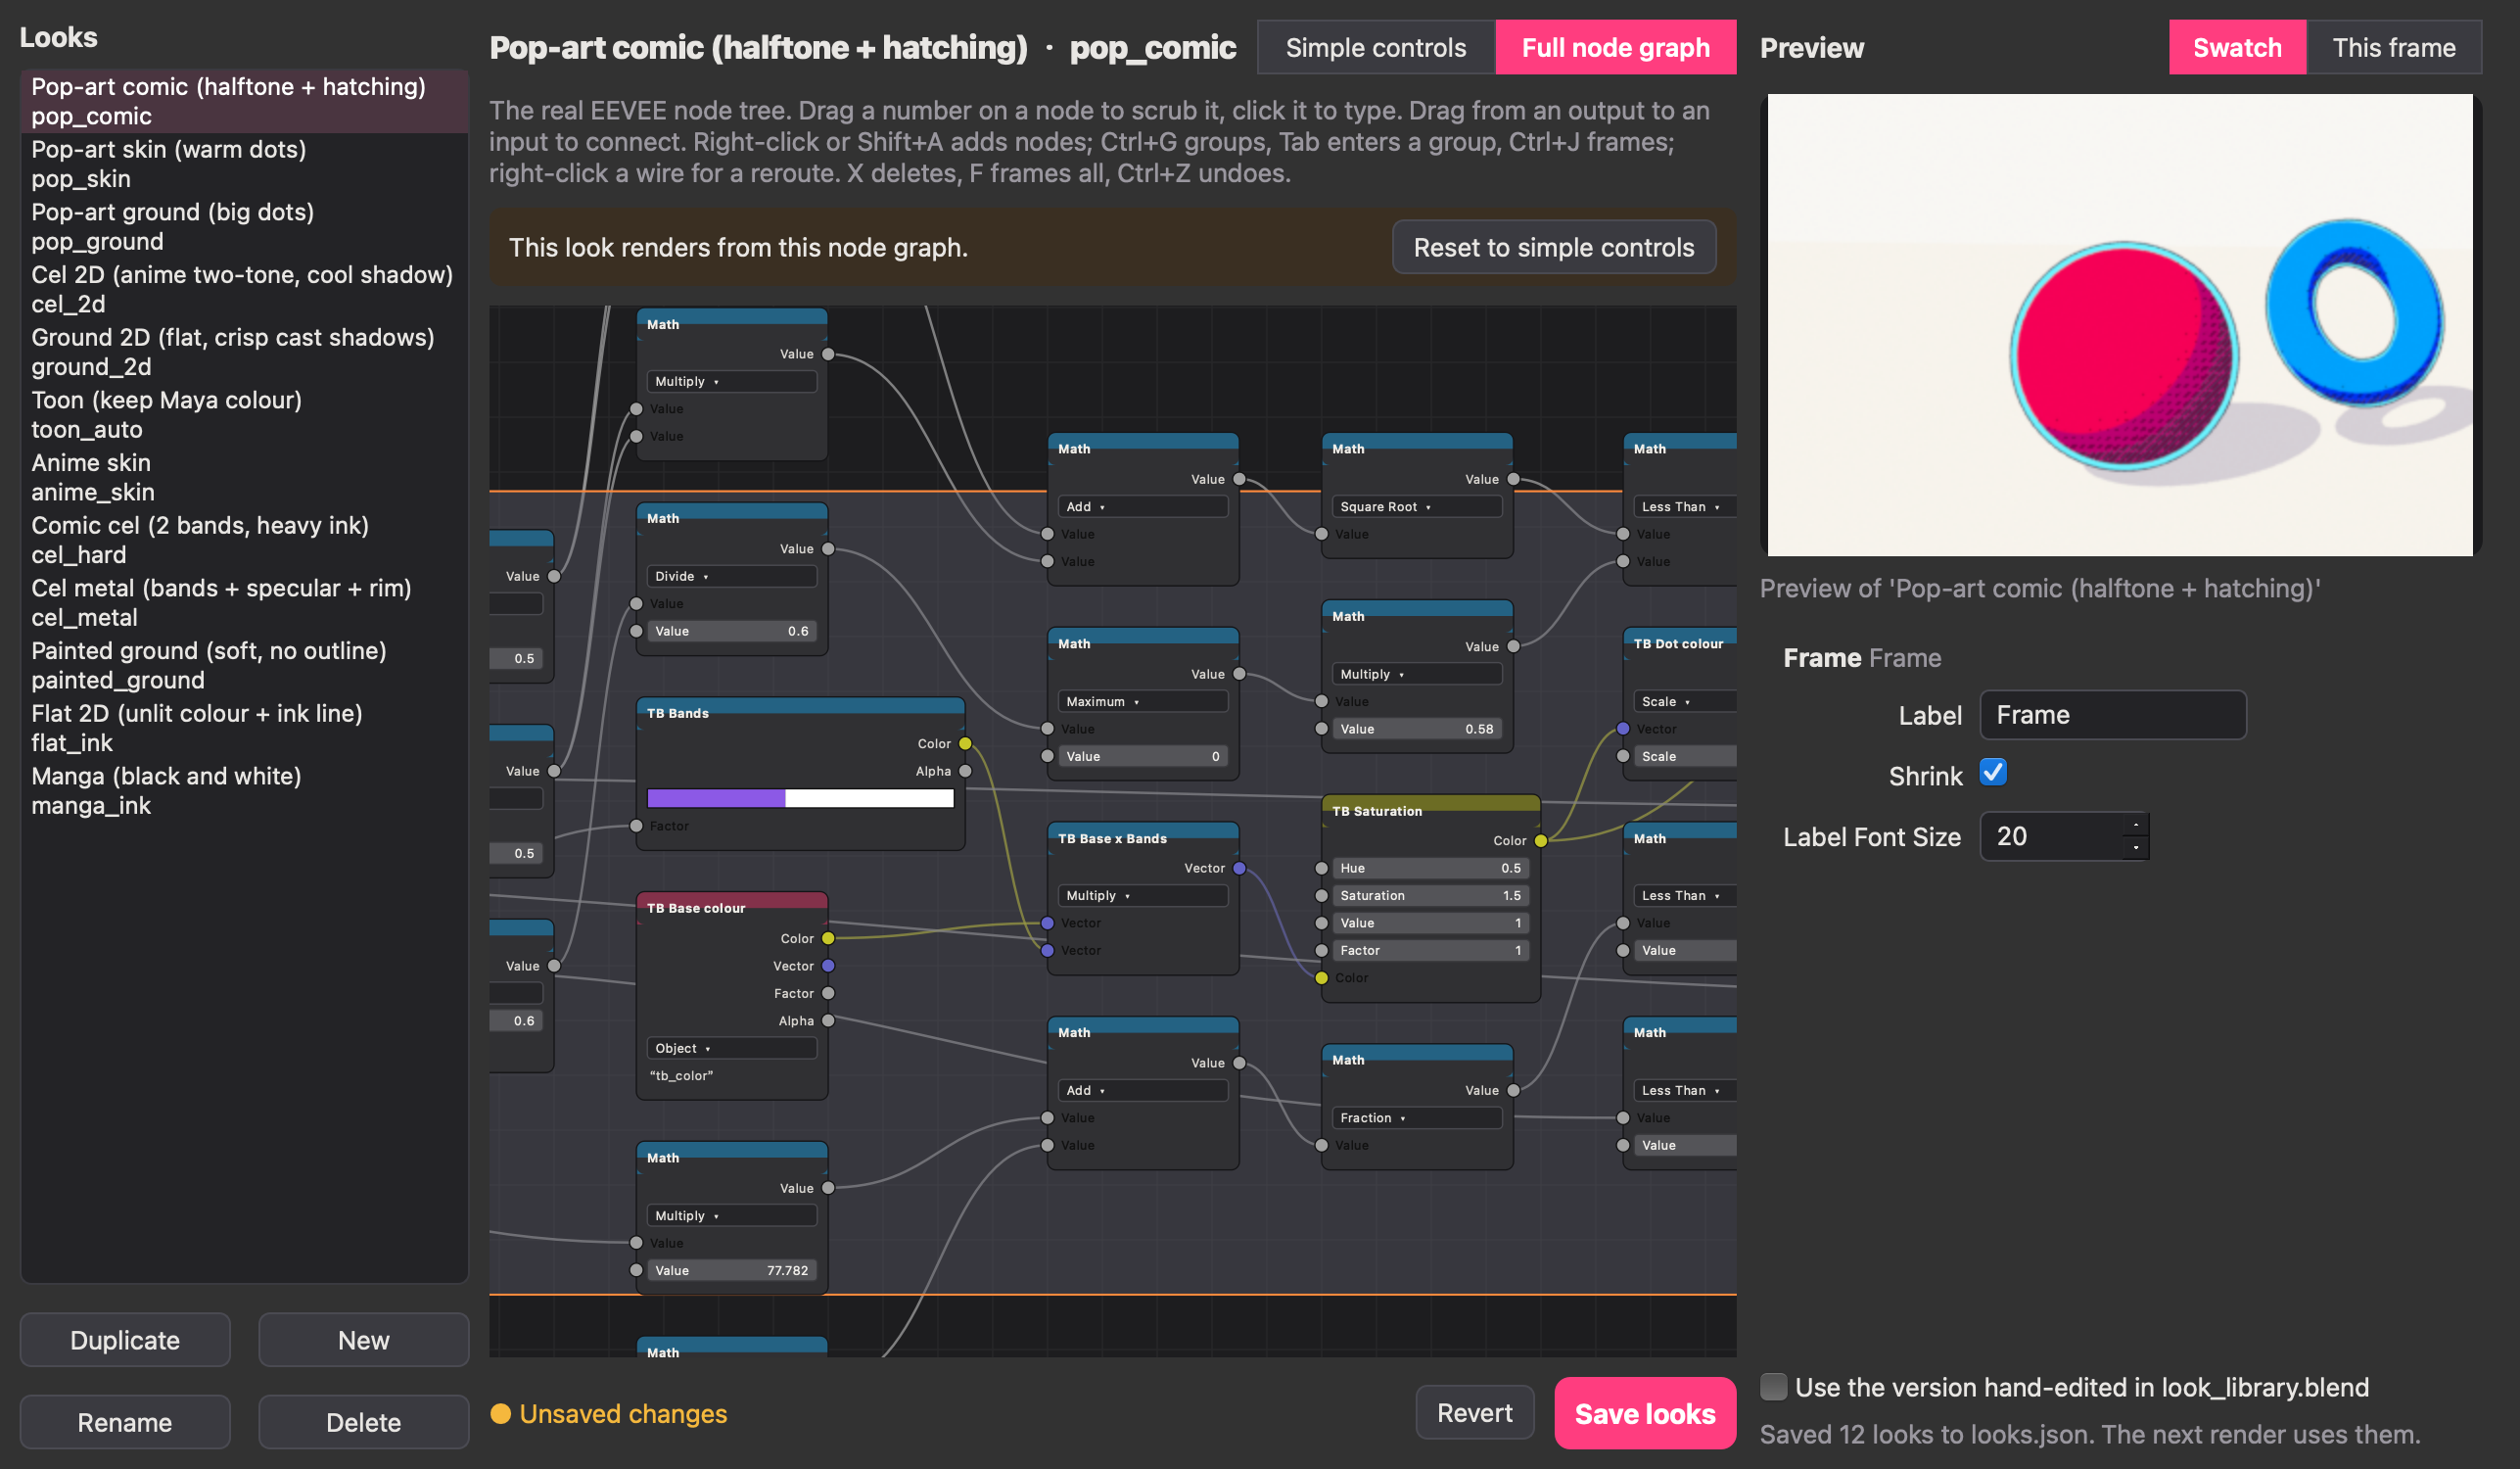 Looks
Pop-art comic (halftone + hatching)
pop_comic
Pop-art skin (warm dots)
pop_skin
Pop-art ground (big dots)
pop_ground
Cel 2D (anime two-tone, cool shadow)
cel_2d
Ground 2D (flat, crisp cast shadows)
ground_2d
Toon (keep Maya colour)
toon_auto
Anime skin
anime_skin
Comic cel (2 bands, heavy ink)
cel_hard
Cel metal (bands + specular + rim)
cel_metal
Painted ground (soft, no outline)
painted_ground
Flat 2D (unlit colour + ink line)
flat_ink
Manga (black and white)
manga_ink
Duplicate
New
Rename
Delete
Pop-art comic (halftone + hatching) · pop_comic
Simple controls
Full node graph
The real EEVEE node tree. Drag a number on a node to scrub it, click it to type. Drag from an output to an
input to connect. Right-click or Shift+A adds nodes; Ctrl+G groups, Tab enters a group, Ctrl+J frames;
right-click a wire for a reroute. X deletes, F frames all, Ctrl+Z undoes.
This look renders from this node graph.
Reset to simple controls
Value
0.5
Value
0.5
Value
0.6
Math
Value
Multiply
Value
Value
Math
Value
Divide
Value
Value 0.6
TB Bands
Color
Alpha
Factor
TB Base colour
Color
Vector
Factor
Alpha
Object
“tb_color”
Math
Value
Multiply
Value
Value 77.782
Math
Math
Value
Add
Value
Value
Math
Value
Maximum
Value
Value 0
TB Base x Bands
Vector
Multiply
Vector
Vector
Math
Value
Add
Value
Value
Math
Value
Square Root
Value
Math
Value
Multiply
Value
Value 0.58
TB Saturation
Color
Hue 0.5
Saturation 1.5
Value 1
Factor 1
Color
Math
Value
Fraction
Value
Math
Less Than
Value
Value
TB Dot colour
Scale
Vector
Scale
Math
Less Than
Value
Value
Math
Less Than
Value
Value
Unsaved changes
Revert
Save looks
Preview
Swatch
This frame
Preview of 'Pop-art comic (halftone + hatching)'
Frame Frame
Label Frame
Shrink
Label Font Size 20
Use the version hand-edited in look_library.blend
Saved 12 looks to looks.json. The next render uses them.